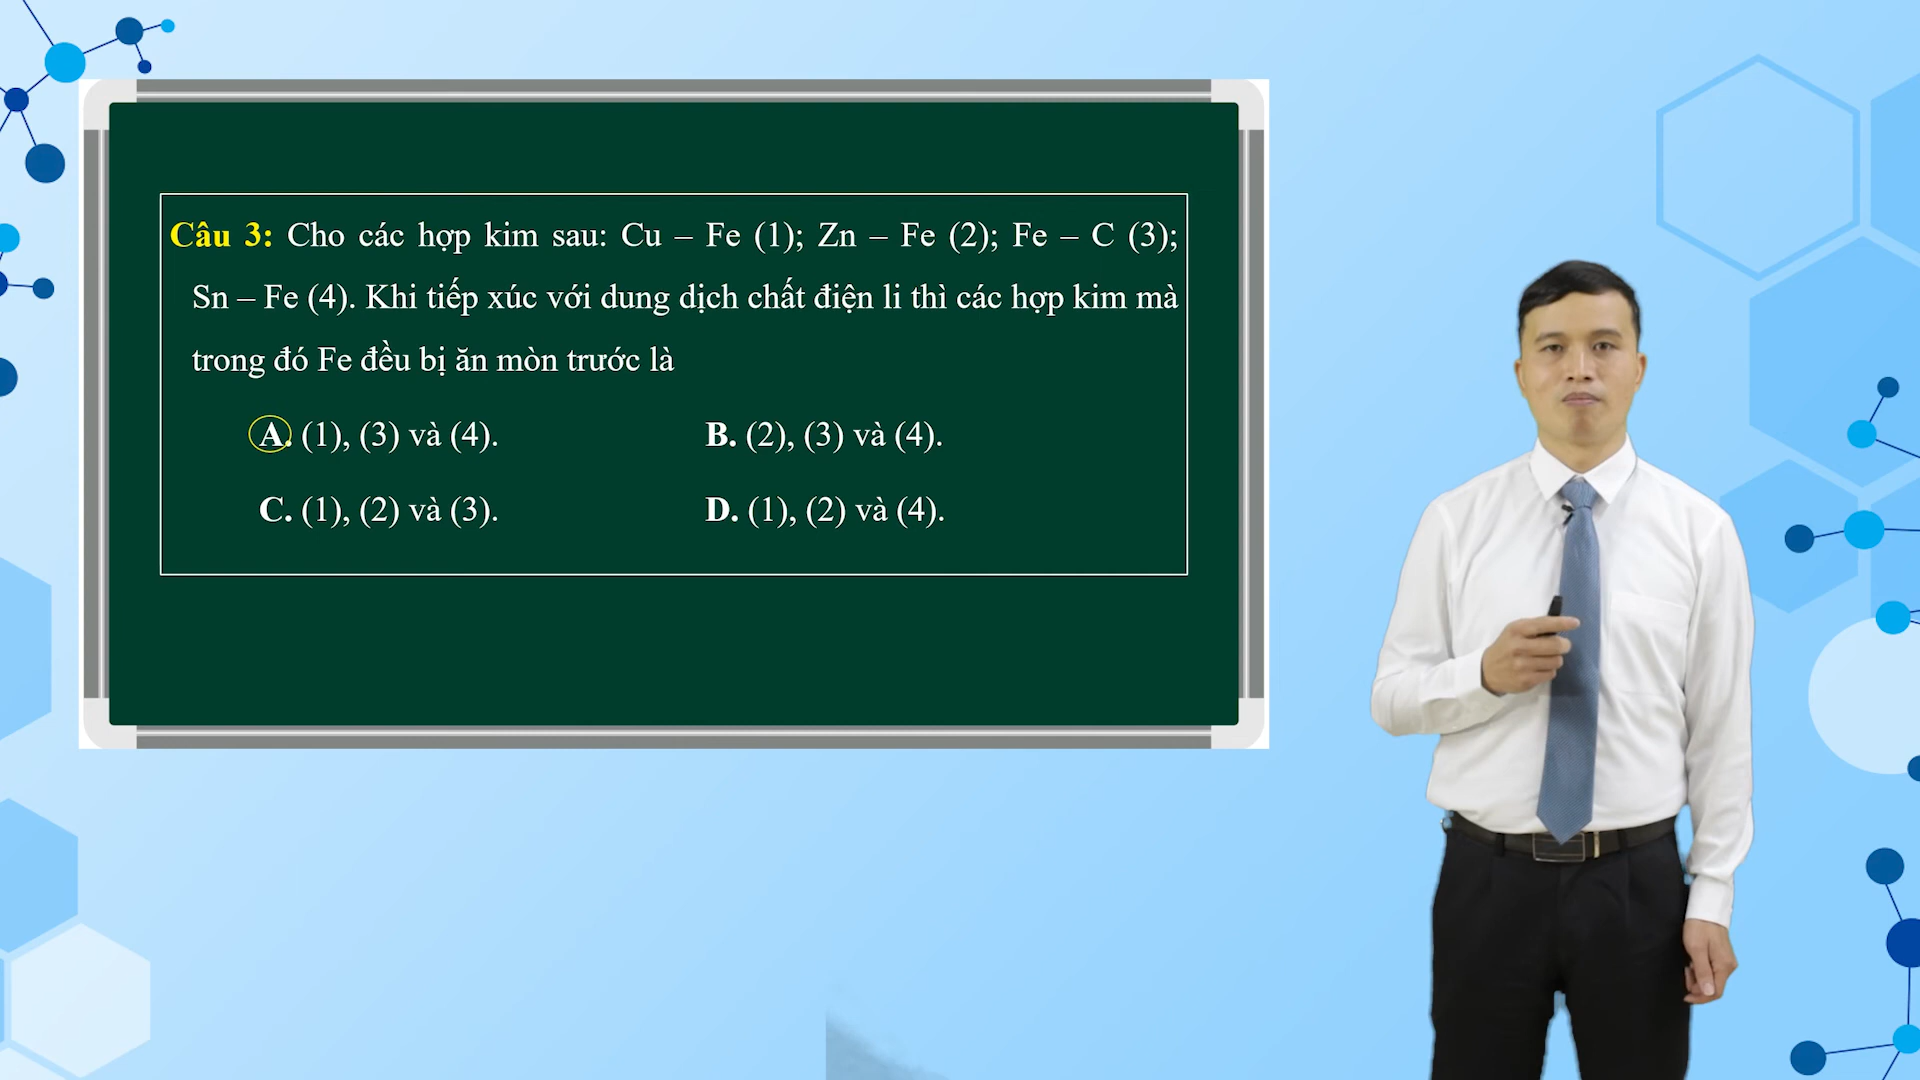 Câu 3: Cho các hợp kim sau: Cu – Fe (1); Zn – Fe (2); Fe – C (3);
Sn – Fe (4). Khi tiếp xúc với dung dịch chất điện li thì các hợp kim mà
trong đó Fe đều bị ăn mòn trước là
A. (1), (3) và (4). B. (2), (3) và (4).
C. (1), (2) và (3). D. (1), (2) và (4).